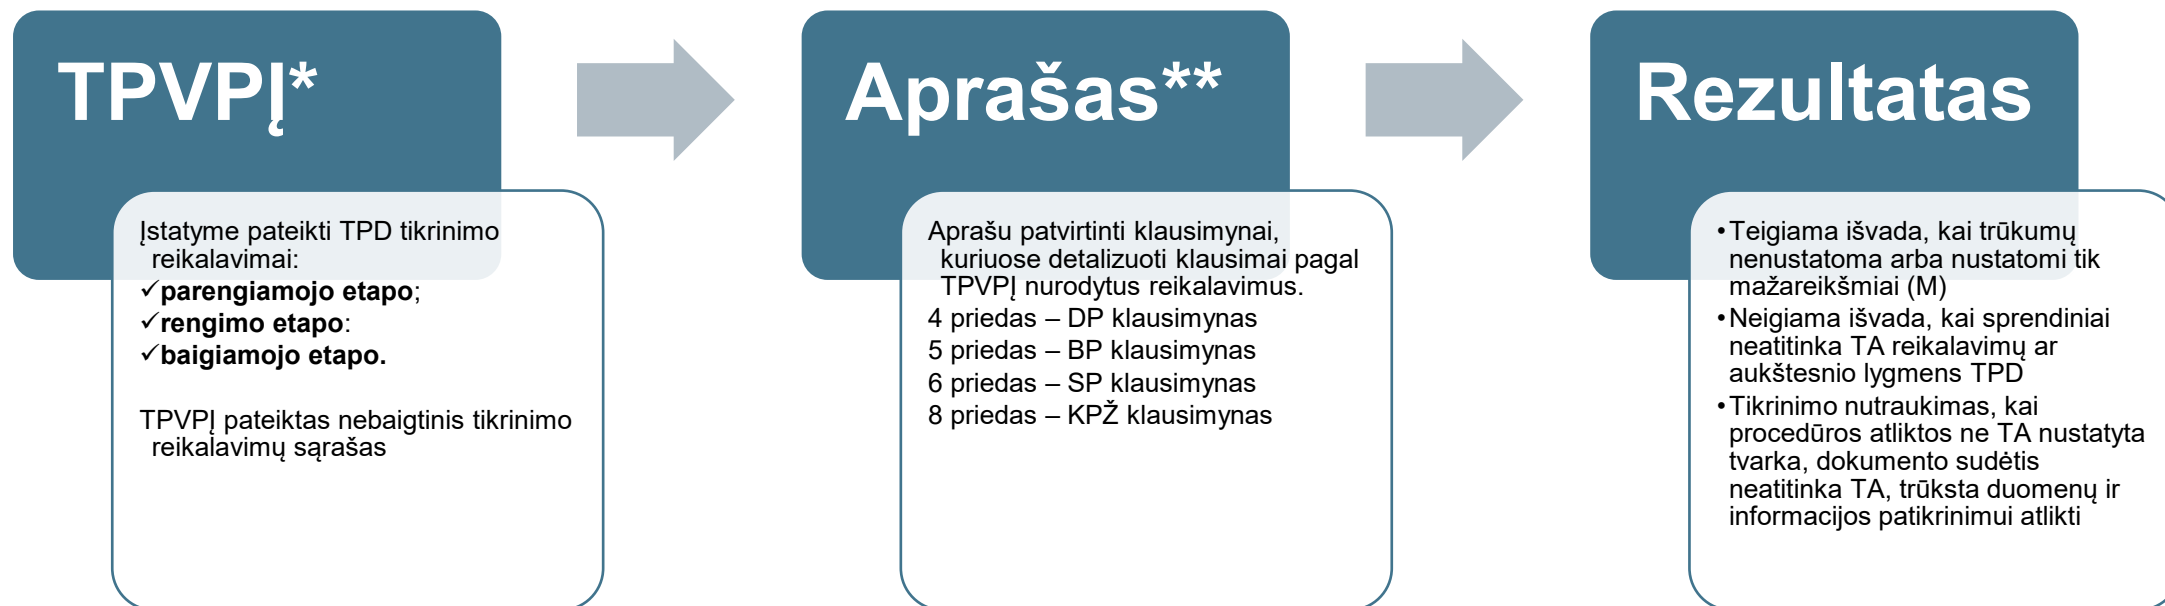 TPVPĮ*
Įstatyme pateikti TPD tikrinimo
reikalavimai:
✓parengiamojo etapo;
✓rengimo etapo:
✓baigiamojo etapo.
TPVPĮ pateiktas nebaigtinis tikrinimo
reikalavimų sąrašas
Aprašas**
Aprašu patvirtinti klausimynai,
kuriuose detalizuoti klausimai pagal
TPVPĮ nurodytus reikalavimus.
4 priedas – DP klausimynas
5 priedas – BP klausimynas
6 priedas – SP klausimynas
8 priedas – KPŽ klausimynas
Rezultatas
•Teigiama išvada, kai trūkumų
nenustatoma arba nustatomi tik
mažareikšmiai (M)
•Neigiama išvada, kai sprendiniai
neatitinka TA reikalavimų ar
aukštesnio lygmens TPD
•Tikrinimo nutraukimas, kai
procedūros atliktos ne TA nustatyta
tvarka, dokumento sudėtis
neatitinka TA, trūksta duomenų ir
informacijos patikrinimui atlikti